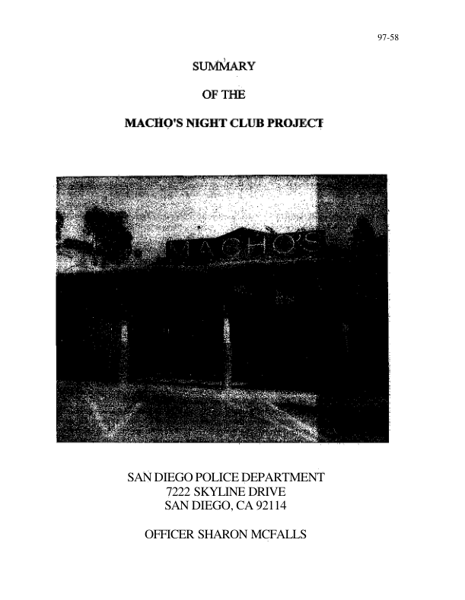 97-58
SUMMARY
OF THE
MACHO'S NIGHT CLUB PROJECT
MACHO'S
SAN DIEGO POLICE DEPARTMENT
7222 SKYLINE DRIVE
SAN DIEGO, CA 92114
OFFICER SHARON MCFALLS